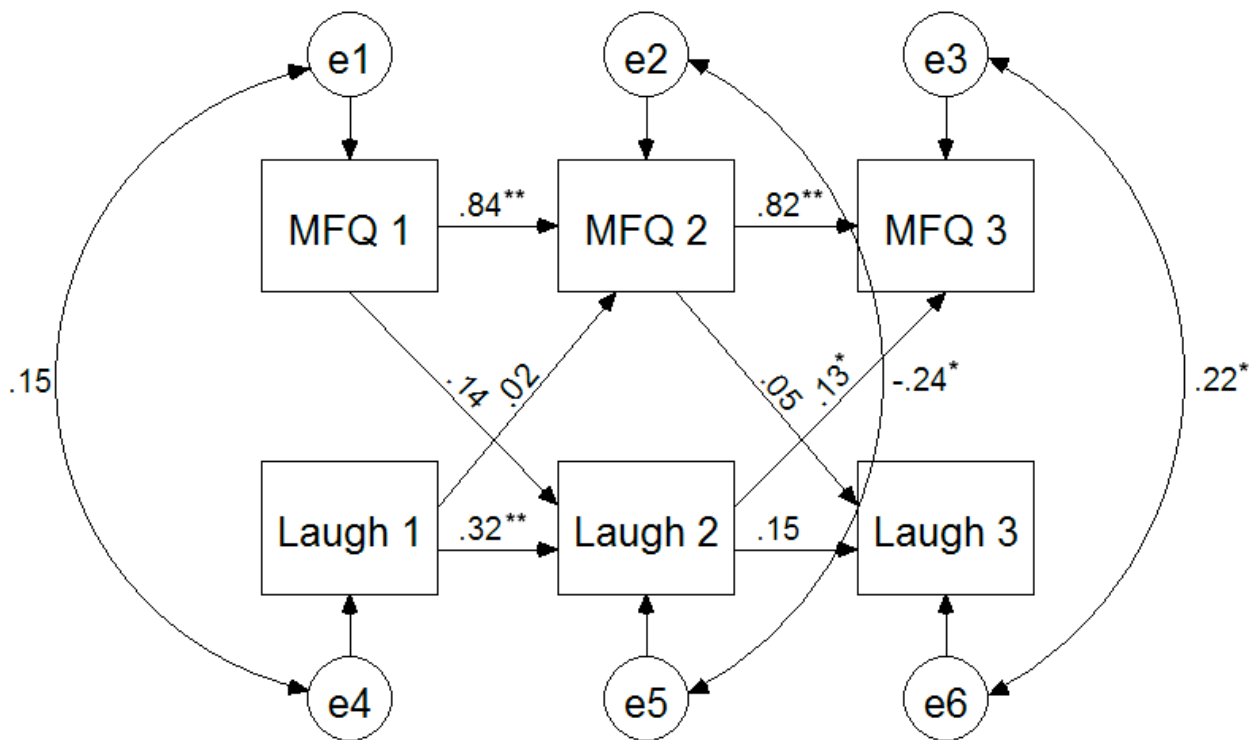 e1 e2 e3
MFQ 1 .84** MFQ 2 .82** MFQ 3
.15 .14 .02 .05 .13* -.24* .22*
Laugh 1 .32** Laugh 2 .15 Laugh 3
e4 e5 e6